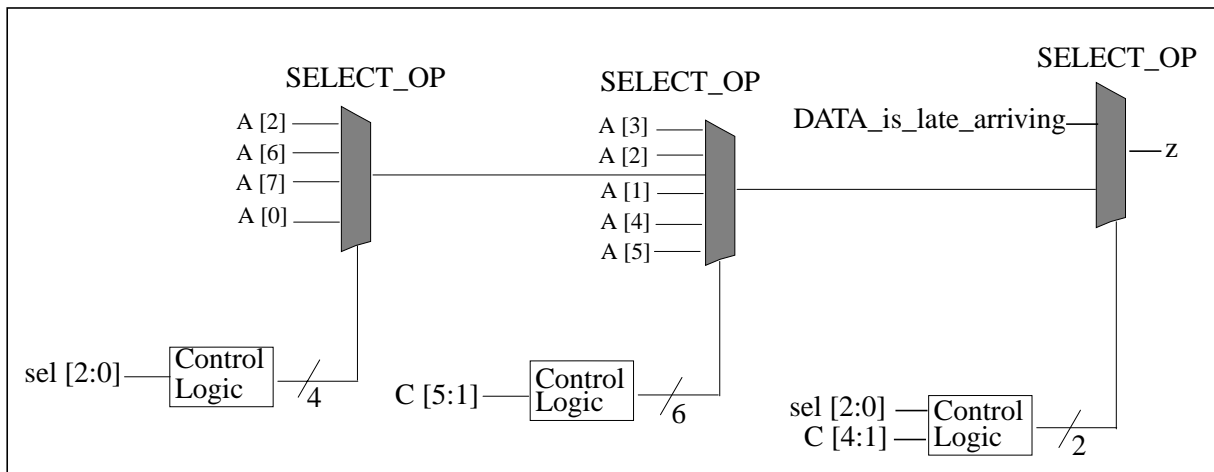 SELECT_OP
A [2]
A [6]
A [7]
A [0]
sel [2:0]
Control
Logic
4
SELECT_OP
A [3]
A [2]
A [1]
A [4]
A [5]
C [5:1]
Control
Logic
6
SELECT_OP
DATA_is_late_arriving
z
sel [2:0]
C [4:1]
Control
Logic
2